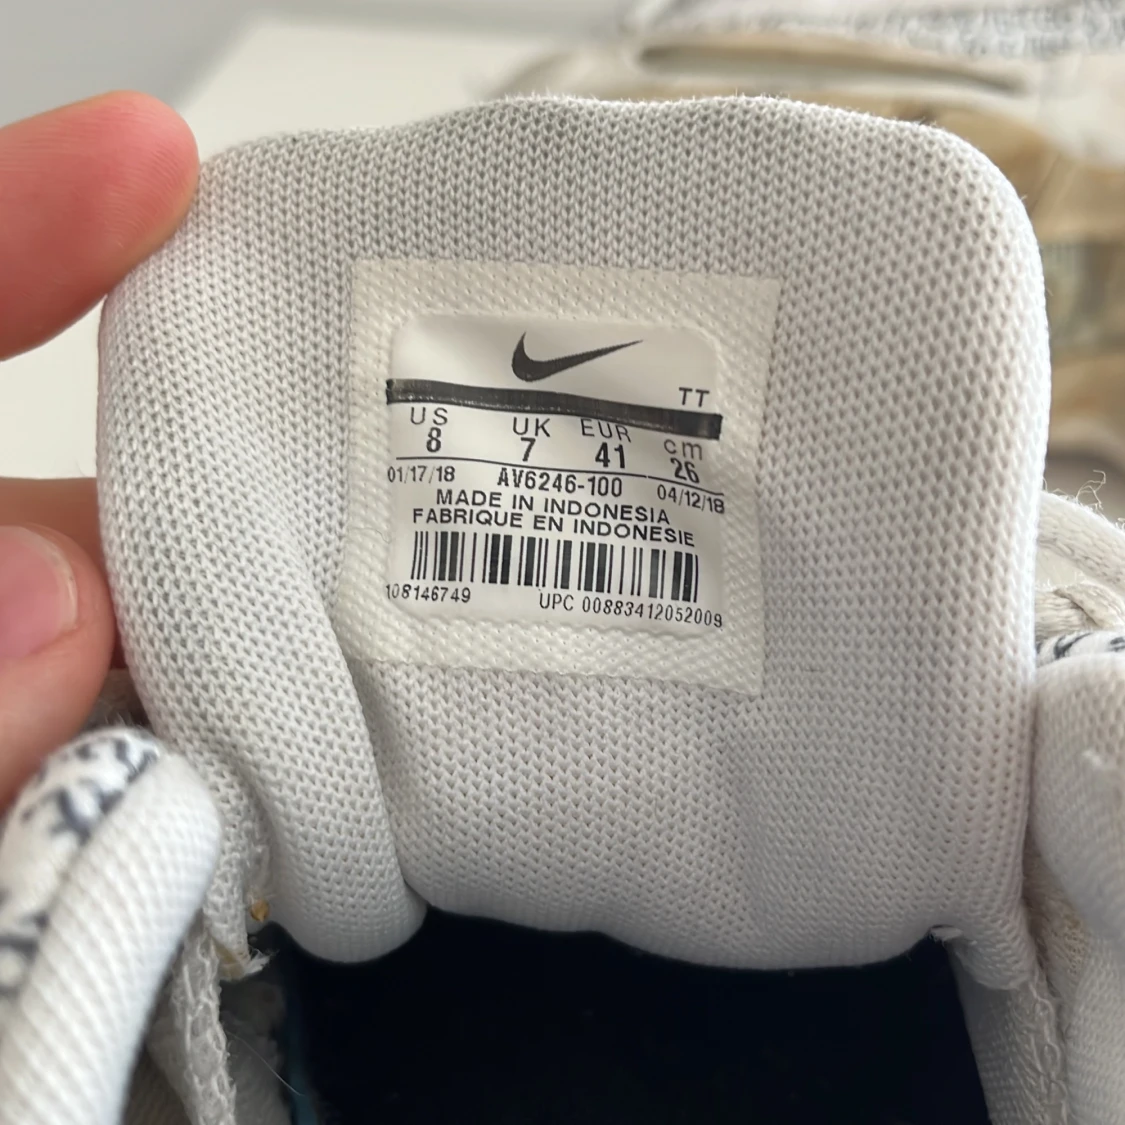 TT
US UK EUR cm
8 7 41 26
01/17/18 AV6246-100 04/12/18
MADE IN INDONESIA
FABRIQUE EN INDONESIE
108146749 UPC 00883412052009